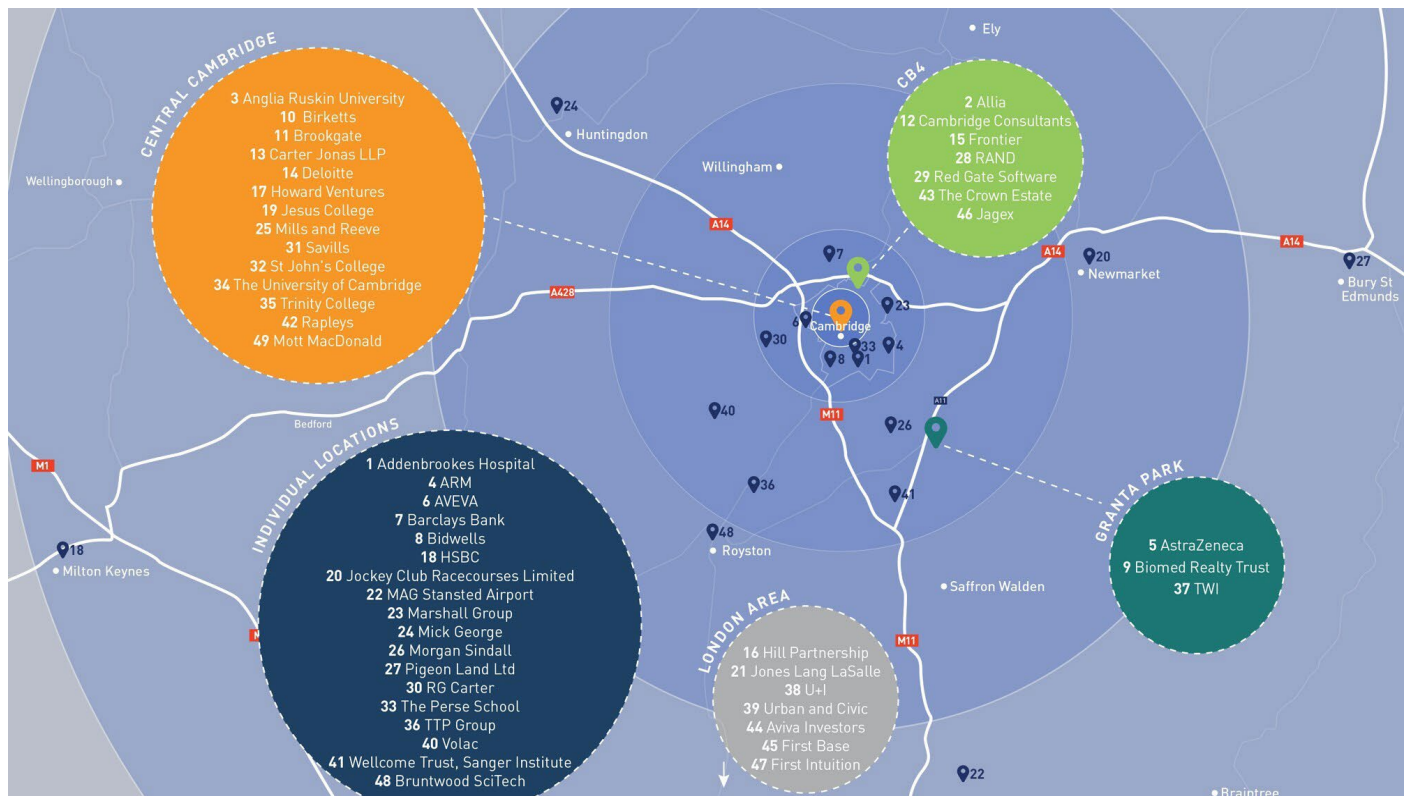 CENTRAL CAMBRIDGE
3 Anglia Ruskin University
10 Birketts
11 Brookgate
13 Carter Jonas LLP
14 Deloitte
17 Howard Ventures
19 Jesus College
25 Mills and Reeve
31 Savills
32 St John's College
34 The University of Cambridge
35 Trinity College
42 Rapleys
49 Mott MacDonald
CB4
2 Allia
12 Cambridge Consultants
15 Frontier
28 RAND
29 Red Gate Software
43 The Crown Estate
46 Jagex
Ely
24
Huntingdon
Willingham
Wellingborough
A14
7
A14
20
Newmarket
A14
27
Bury St
Edmunds
A428
23
6
Cambridge
30
33
4
8
1
40
M11
A11
26
Bedford
M1
36
41
48
Royston
18
Milton Keynes
Saffron Walden
M11
22
Braintree
INDIVIDUAL LOCATIONS
1 Addenbrookes Hospital
4 ARM
6 AVEVA
7 Barclays Bank
8 Bidwells
18 HSBC
20 Jockey Club Racecourses Limited
22 MAG Stansted Airport
23 Marshall Group
24 Mick George
26 Morgan Sindall
27 Pigeon Land Ltd
30 RG Carter
33 The Perse School
36 TTP Group
40 Volac
41 Wellcome Trust, Sanger Institute
48 Bruntwood SciTech
LONDON AREA
16 Hill Partnership
21 Jones Lang LaSalle
38 U+I
39 Urban and Civic
44 Aviva Investors
45 First Base
47 First Intuition
GRANTA PARK
5 AstraZeneca
9 Biomed Realty Trust
37 TWI